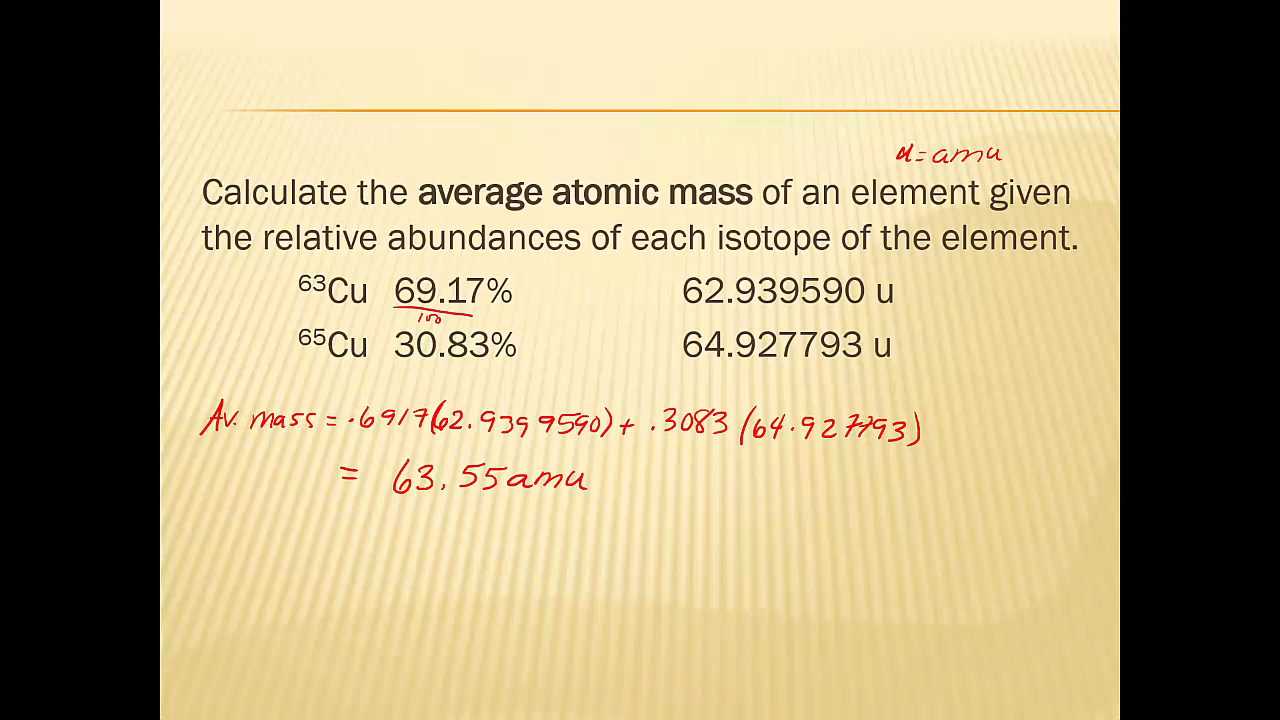 u=amu
Calculate the average atomic mass of an element given
the relative abundances of each isotope of the element.
⁶³Cu 69.17% 62.939590 u
100
⁶⁵Cu 30.83% 64.927793 u
Av. mass = .6917(62.9399590) + .3083 (64.927793)
= 63.55amu